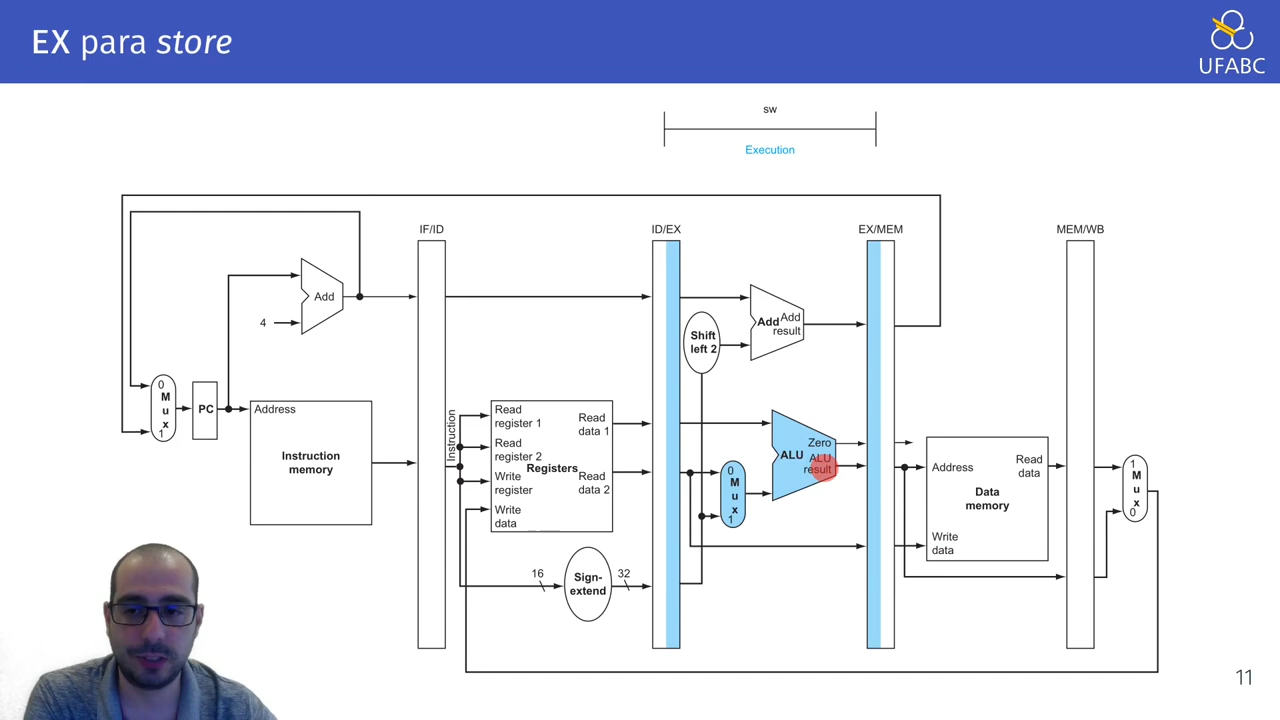 EX para store
UFABC
sw
Execution
IF/ID
ID/EX
EX/MEM
MEM/WB
Add
4
Shift
left 2
Add
Add
result
0
M
u
x
1
PC
Address
Instruction
memory
Instruction
Read
register 1
Read
register 2
Write
register
Write
data
Registers
Read
data 1
Read
data 2
16
Sign-
extend
32
0
M
u
x
1
ALU
Zero
ALU
result
Address
Read
data
Data
memory
Write
data
1
M
u
x
0
11